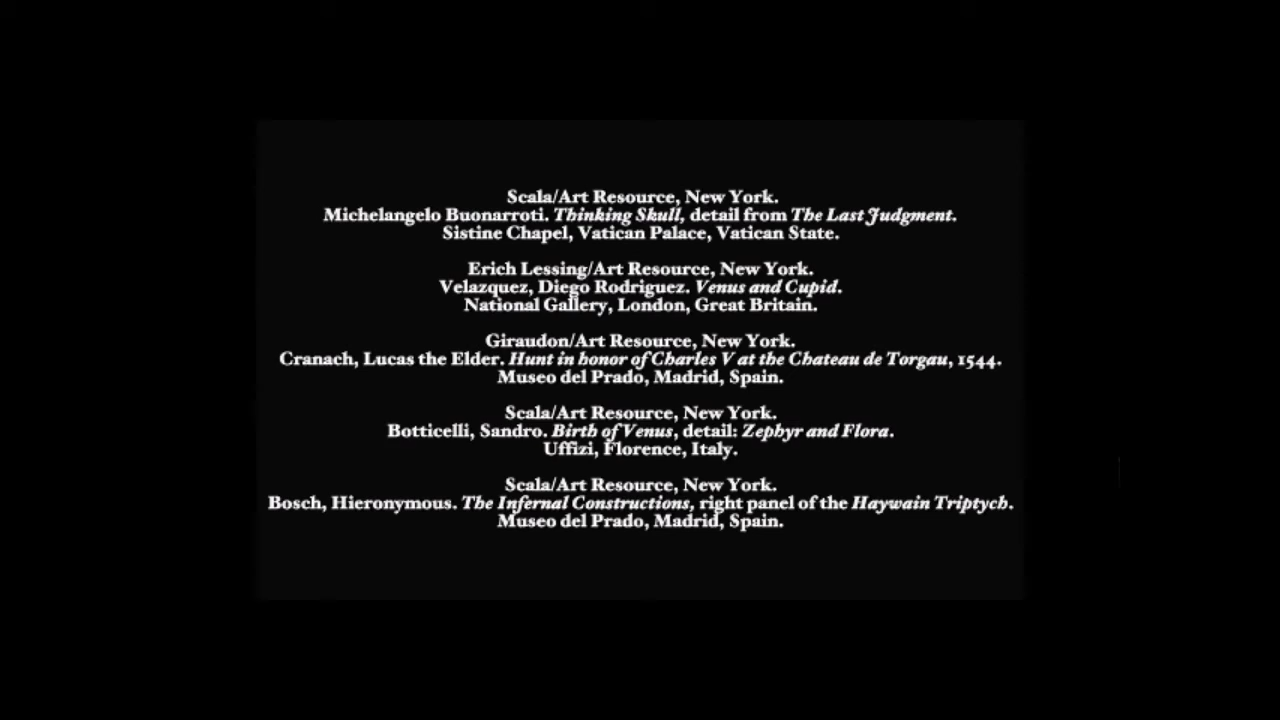 Scala/Art Resource, New York.
Michelangelo Buonarroti. Thinking Skull, detail from The Last Judgment.
Sistine Chapel, Vatican Palace, Vatican State.
Erich Lessing/Art Resource, New York.
Velazquez, Diego Rodriguez. Venus and Cupid.
National Gallery, London, Great Britain.
Giraudon/Art Resource, New York.
Cranach, Lucas the Elder. Hunt in honor of Charles V at the Chateau de Torgau, 1544.
Museo del Prado, Madrid, Spain.
Scala/Art Resource, New York.
Botticelli, Sandro. Birth of Venus, detail: Zephyr and Flora.
Uffizi, Florence, Italy.
Scala/Art Resource, New York.
Bosch, Hieronymous. The Infernal Constructions, right panel of the Haywain Triptych.
Museo del Prado, Madrid, Spain.